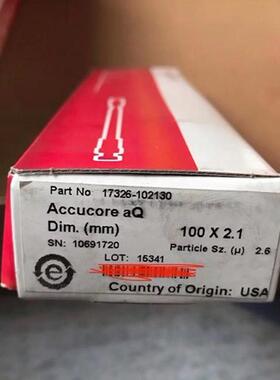 Part No: 17326-102130
Accucore aQ
Dim. (mm) 100 X 2.1
SN: 10691720 Particle Sz. (µ) 2.6
LOT: 15341
Country of Origin: USA